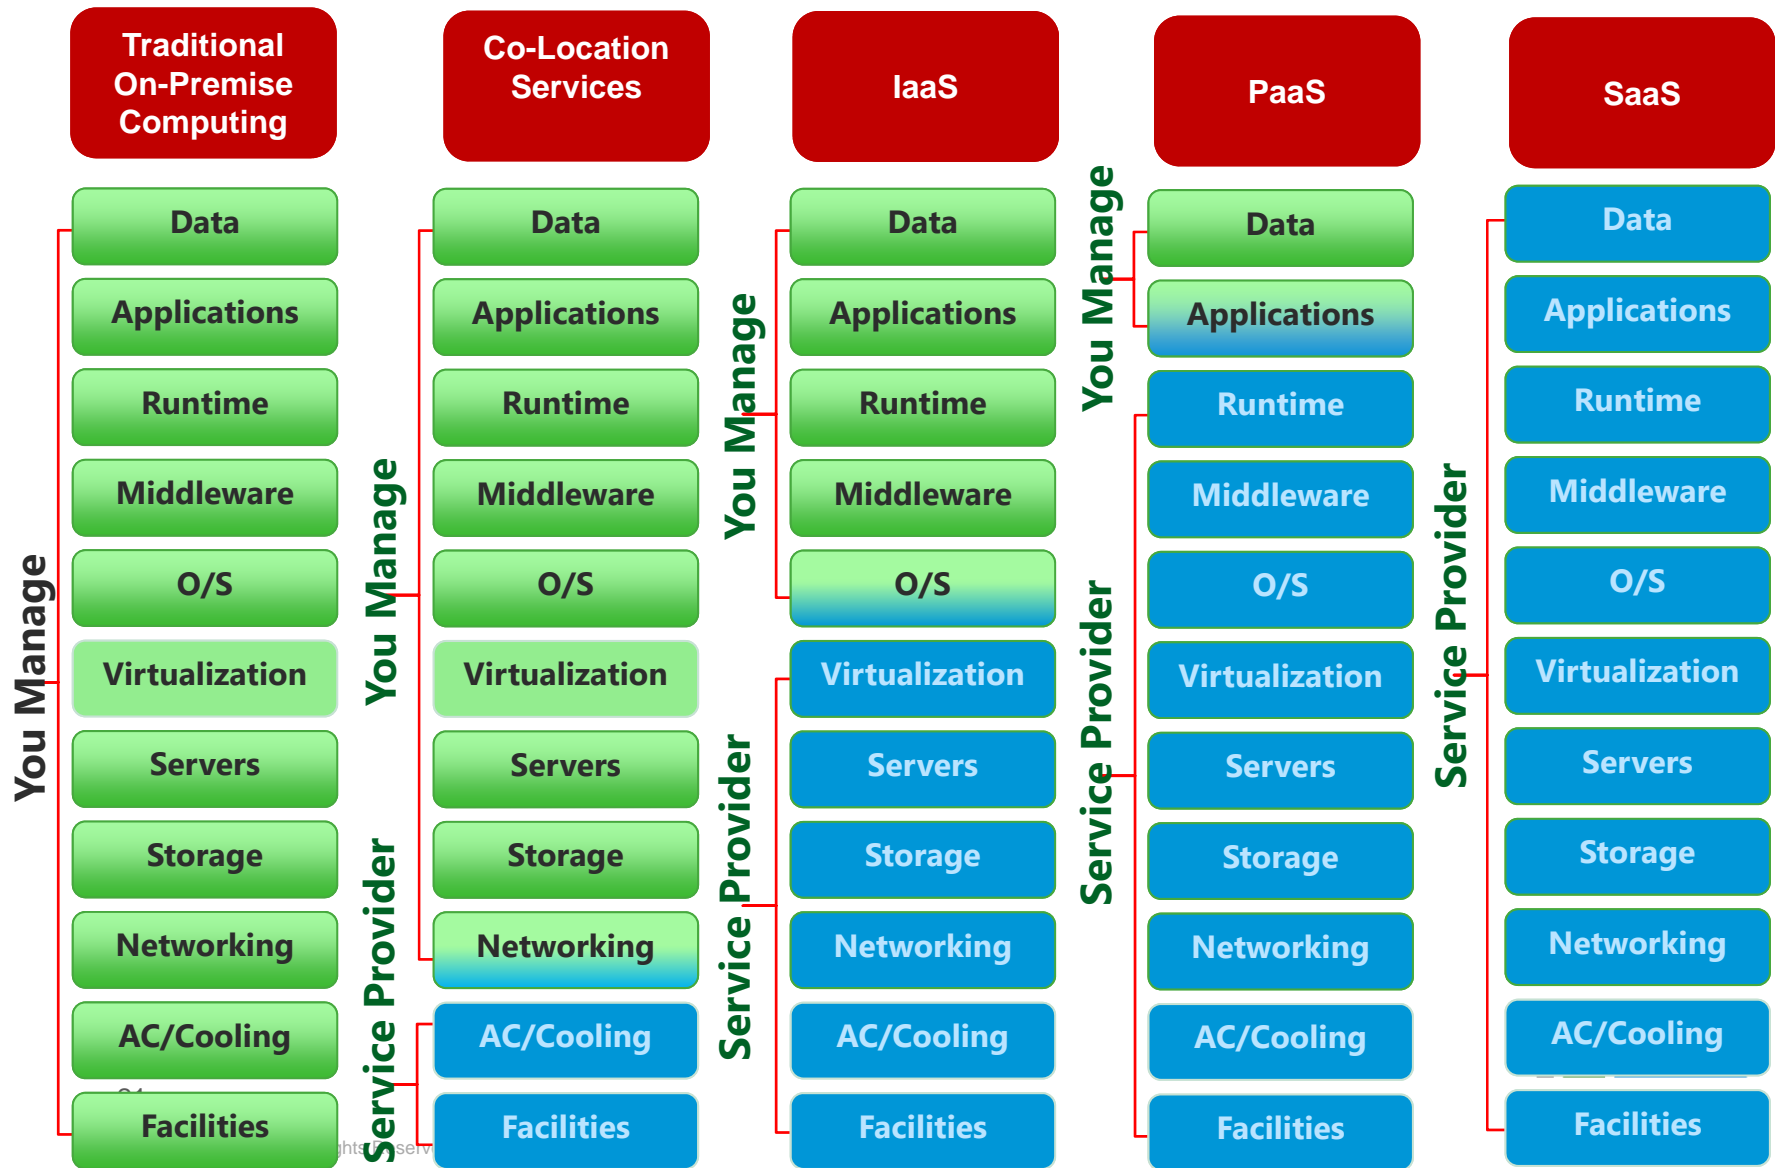 Traditional
On-Premise
Computing
Co-Location
Services
IaaS
PaaS
SaaS
You Manage
Data
Applications
Runtime
Middleware
O/S
Virtualization
Servers
Storage
Networking
AC/Cooling
Facilities
You Manage
Service Provider
Data
Applications
Runtime
Middleware
O/S
Virtualization
Servers
Storage
Networking
AC/Cooling
Facilities
You Manage
Service Provider
Data
Applications
Runtime
Middleware
O/S
Virtualization
Servers
Storage
Networking
AC/Cooling
Facilities
You Manage
Service Provider
Data
Applications
Runtime
Middleware
O/S
Virtualization
Servers
Storage
Networking
AC/Cooling
Facilities
Service Provider
Data
Applications
Runtime
Middleware
O/S
Virtualization
Servers
Storage
Networking
AC/Cooling
Facilities